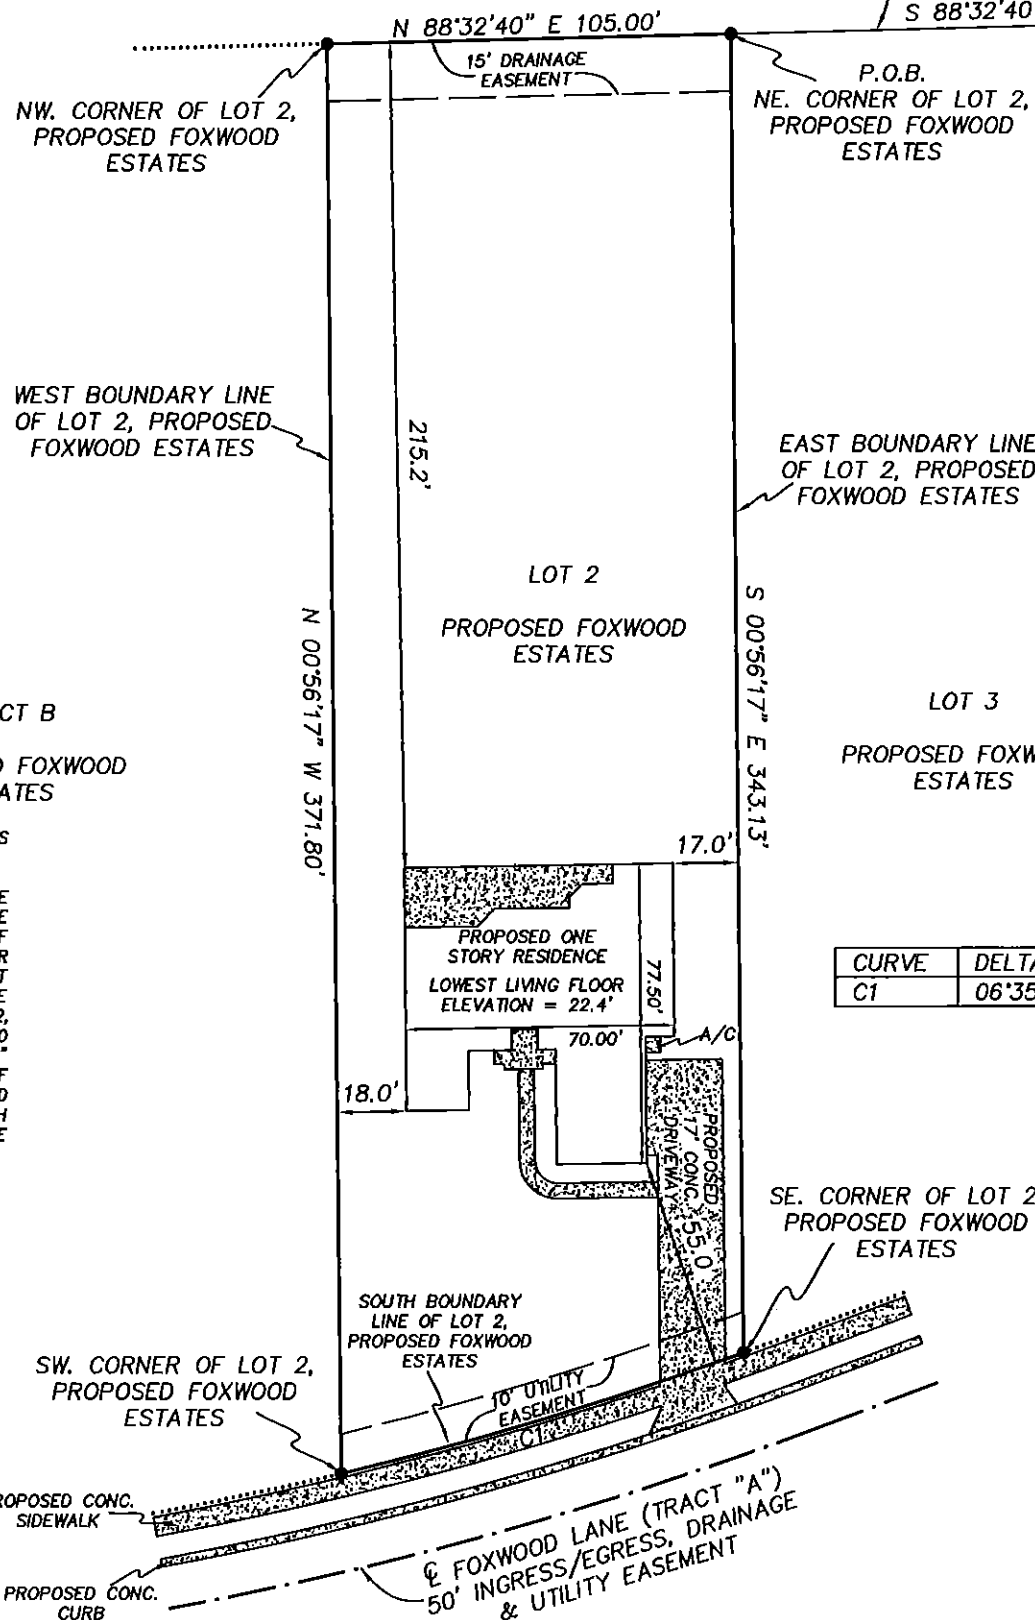 N 88°32'40" E 105.00'
S 88°32'40
15' DRAINAGE
EASEMENT
NW. CORNER OF LOT 2,
PROPOSED FOXWOOD
ESTATES
P.O.B.
NE. CORNER OF LOT 2,
PROPOSED FOXWOOD
ESTATES
WEST BOUNDARY LINE
OF LOT 2, PROPOSED
FOXWOOD ESTATES
215.2'
EAST BOUNDARY LINE
OF LOT 2, PROPOSED
FOXWOOD ESTATES
LOT 2
PROPOSED FOXWOOD
ESTATES
N 00°56'17" W 371.80'
S 00°56'17" E 343.13'
CT B
FOXWOOD
ATES
LOT 3
PROPOSED FOXW
ESTATES
S
E
E
F
R
T
E
2,
D
"
F
D
H
E
17.0'
PROPOSED ONE
STORY RESIDENCE
LOWEST LIVING FLOOR
ELEVATION = 22.4'
77.50'
70.00'
A/C
18.0'
CURVE DELTA
C1 06°35
PROPOSED
17' CONC.
DRIVEWAY
55.0
SE. CORNER OF LOT 2
PROPOSED FOXWOOD
ESTATES
SOUTH BOUNDARY
LINE OF LOT 2,
PROPOSED FOXWOOD
ESTATES
SW. CORNER OF LOT 2,
PROPOSED FOXWOOD
ESTATES
10' UTILITY
EASEMENT
C1
ROPOSED CONC.
SIDEWALK
PROPOSED CONC.
CURB
℄ FOXWOOD LANE (TRACT "A")
50' INGRESS/EGRESS, DRAINAGE
& UTILITY EASEMENT